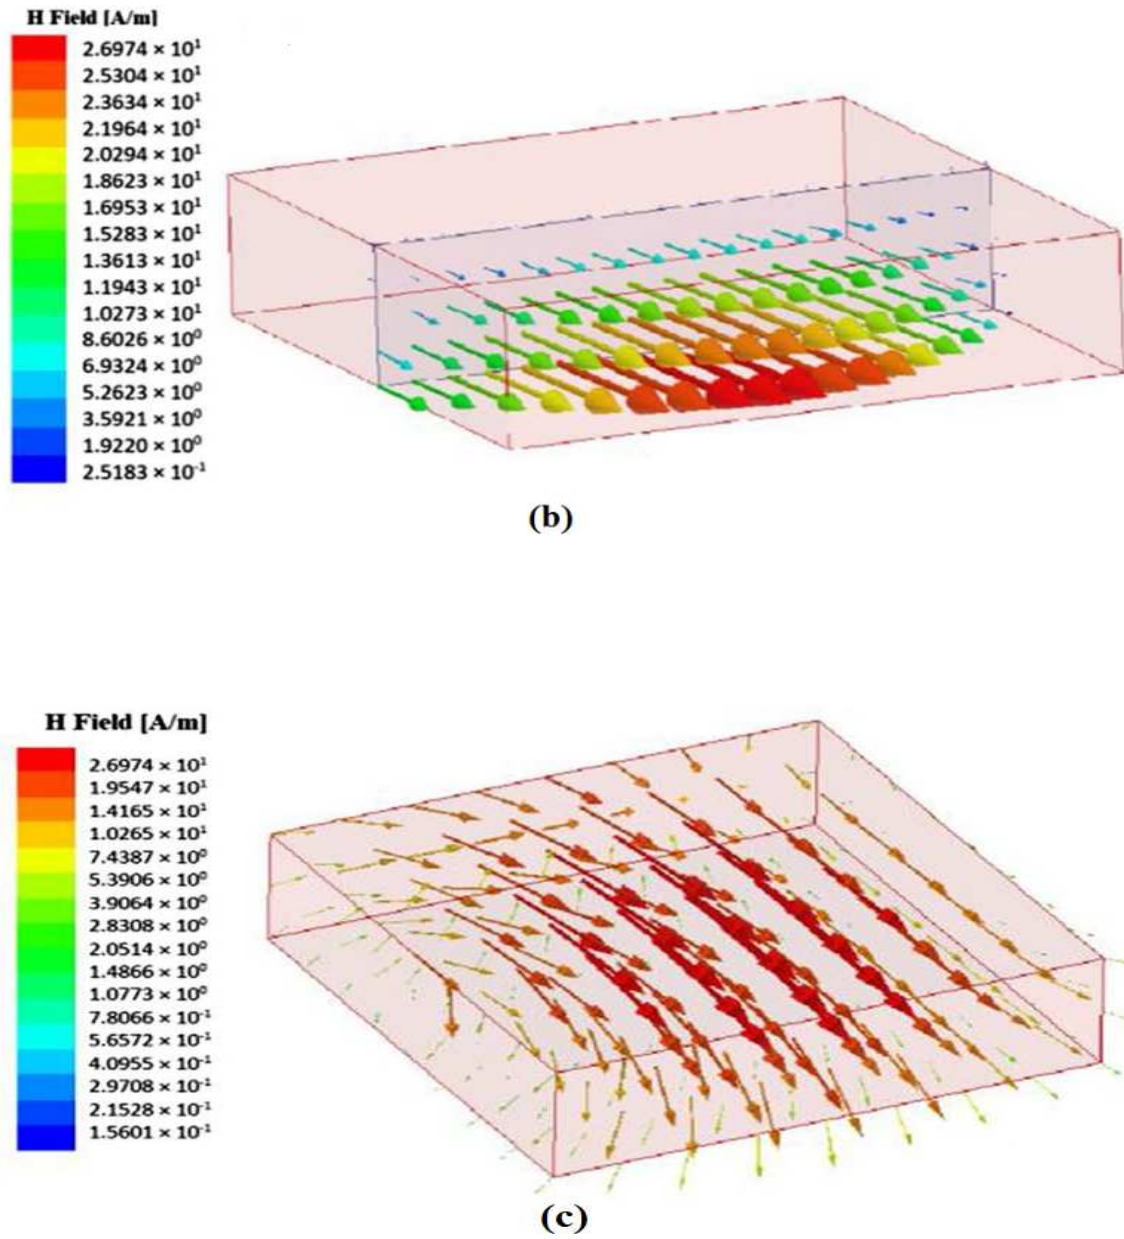 H Field [A/m]
2.6974 × 10¹
2.5304 × 10¹
2.3634 × 10¹
2.1964 × 10¹
2.0294 × 10¹
1.8623 × 10¹
1.6953 × 10¹
1.5283 × 10¹
1.3613 × 10¹
1.1943 × 10¹
1.0273 × 10¹
8.6026 × 10⁰
6.9324 × 10⁰
5.2623 × 10⁰
3.5921 × 10⁰
1.9220 × 10⁰
2.5183 × 10⁻¹
(b)
H Field [A/m]
2.6974 × 10¹
1.9547 × 10¹
1.4165 × 10¹
1.0265 × 10¹
7.4387 × 10⁰
5.3906 × 10⁰
3.9064 × 10⁰
2.8308 × 10⁰
2.0514 × 10⁰
1.4866 × 10⁰
1.0773 × 10⁰
7.8066 × 10⁻¹
5.6572 × 10⁻¹
4.0955 × 10⁻¹
2.9708 × 10⁻¹
2.1528 × 10⁻¹
1.5601 × 10⁻¹
(c)